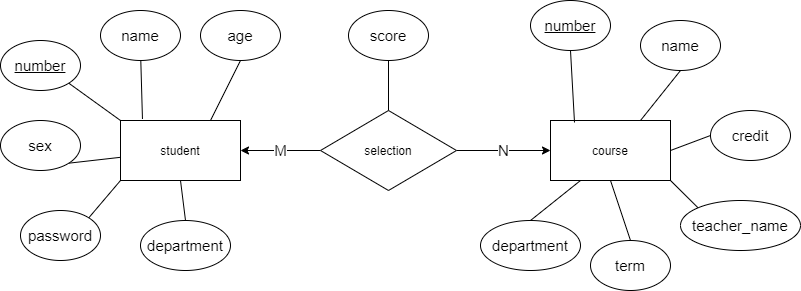 name
age
score
number
name
number
sex
credit
student
M
selection
N
course
password
department
department
term
teacher_name